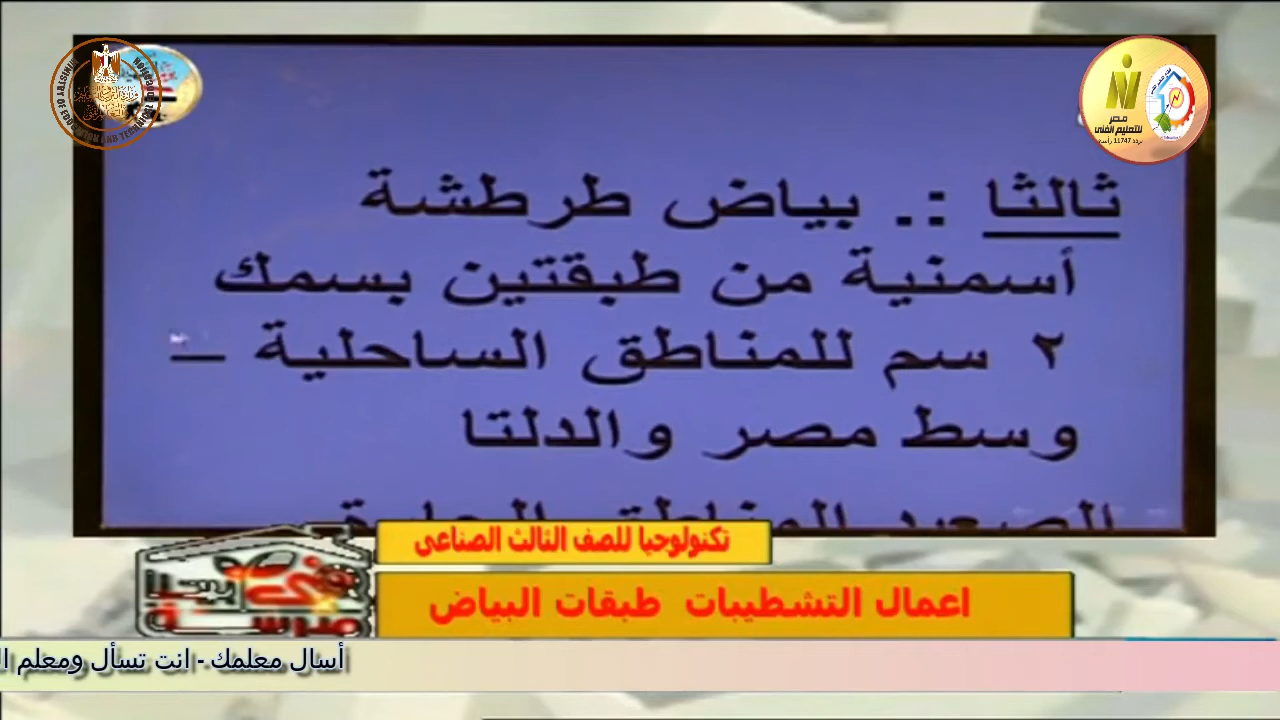 ثالثا :. بياض طرطشة
أسمنية من طبقتين بسمك
٢ سم للمناطق الساحلية –
وسط مصر والدلتا
تكنولوجيا للصف الثالث الصناعى
اعمال التشطيبات طبقات البياض
أسال معلمك - انت تسأل ومعلم
مصر
للتعليم الفنى